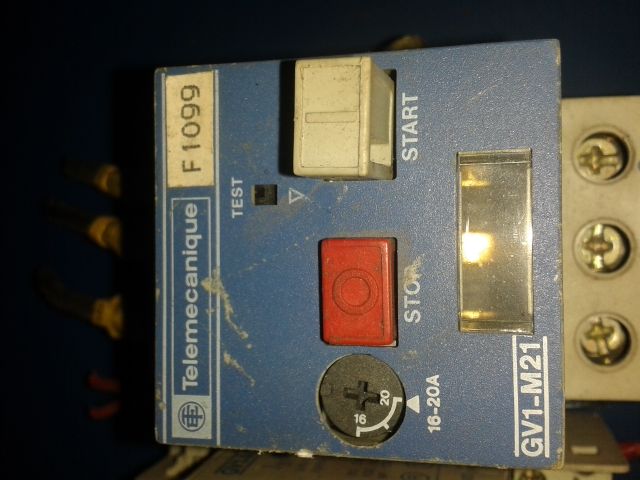 Telemecanique
F1099
TEST
START
STOP
16
20
16-20A
GV1-M21